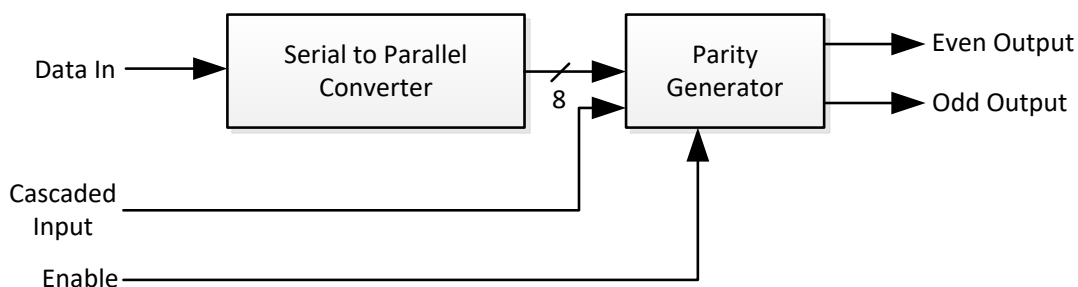 Data In
Serial to Parallel
Converter
8
Parity
Generator
Even Output
Odd Output
Cascaded
Input
Enable